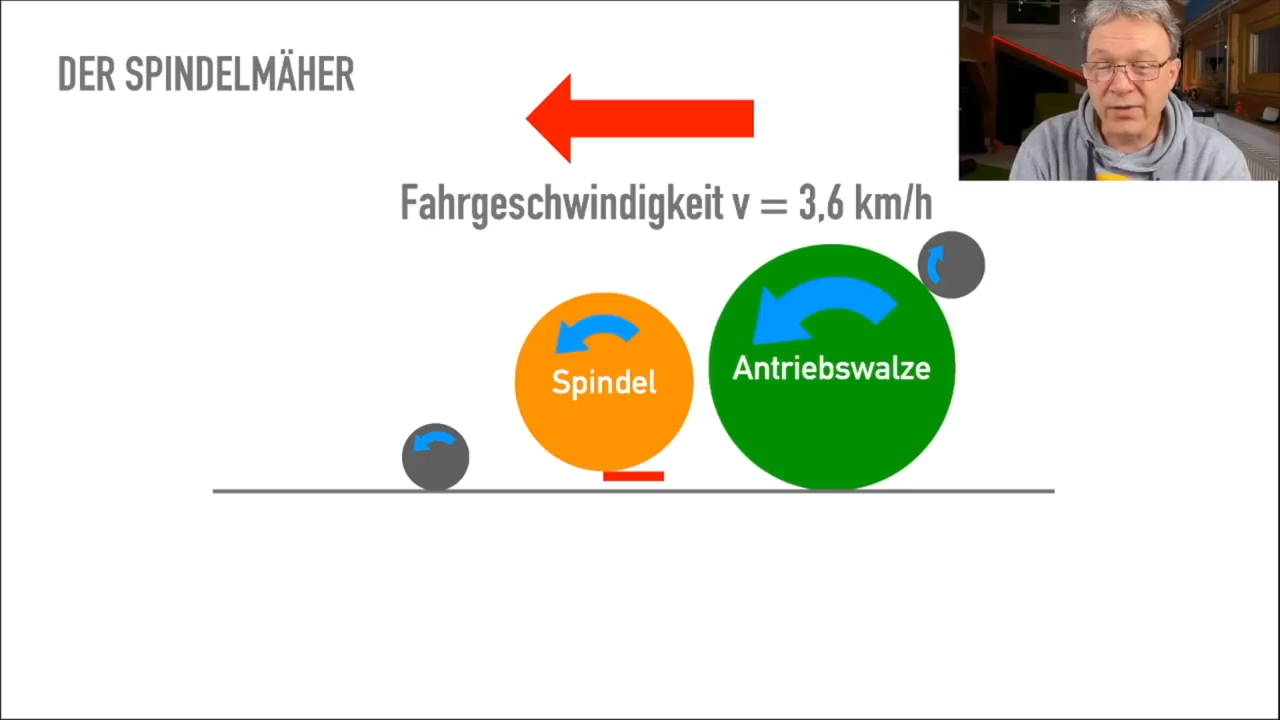 DER SPINDELMÄHER
Fahrgeschwindigkeit v = 3,6 km/h
Spindel
Antriebswalze